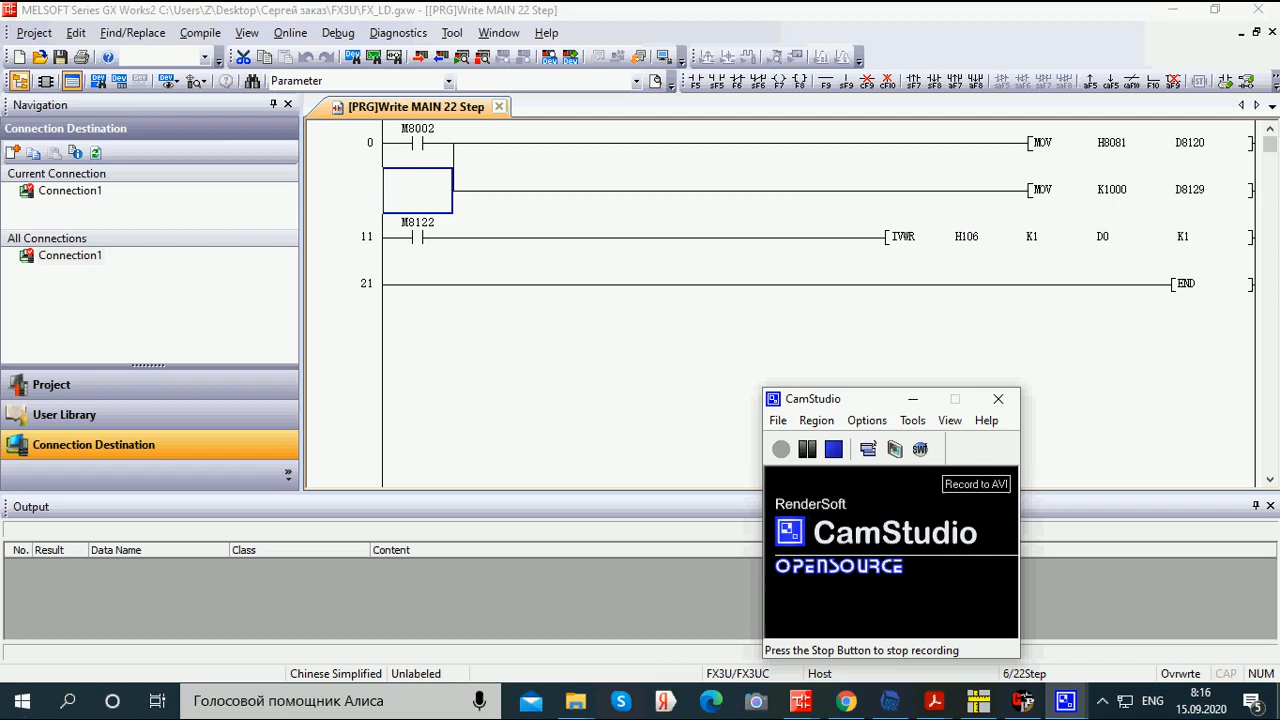 MELSOFT Series GX Works2 C:\Users\Z\Desktop\Сергей заказ\FX3U\FX_LD.gxw - [[PRG]Write MAIN 22 Step]
Project Edit Find/Replace Compile View Online Debug Diagnostics Tool Window Help
Parameter
Navigation
[PRG]Write MAIN 22 Step
Connection Destination
Current Connection
Connection1
All Connections
Connection1
Project
User Library
Connection Destination
M8002
0 MOV H8081 D8120
MOV K1000 D8129
M8122
11 IVWR H106 K1 D0 K1
21 END
CamStudio
File Region Options Tools View Help
Record to AVI
RenderSoft
CamStudio
OPENSOURCE
Press the Stop Button to stop recording
Output
No. Result Data Name Class Content
Chinese Simplified Unlabeled FX3U/FX3UC Host 6/22Step Ovrwrte CAP NUM
Голосовой помощник Алиса
ENG
8:16
15.09.2020